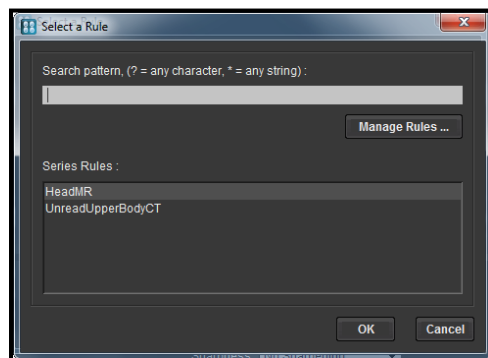 Select a Rule
Search pattern, (? = any character, * = any string) :
Manage Rules ...
Series Rules :
HeadMR
UnreadUpperBodyCT
OK
Cancel